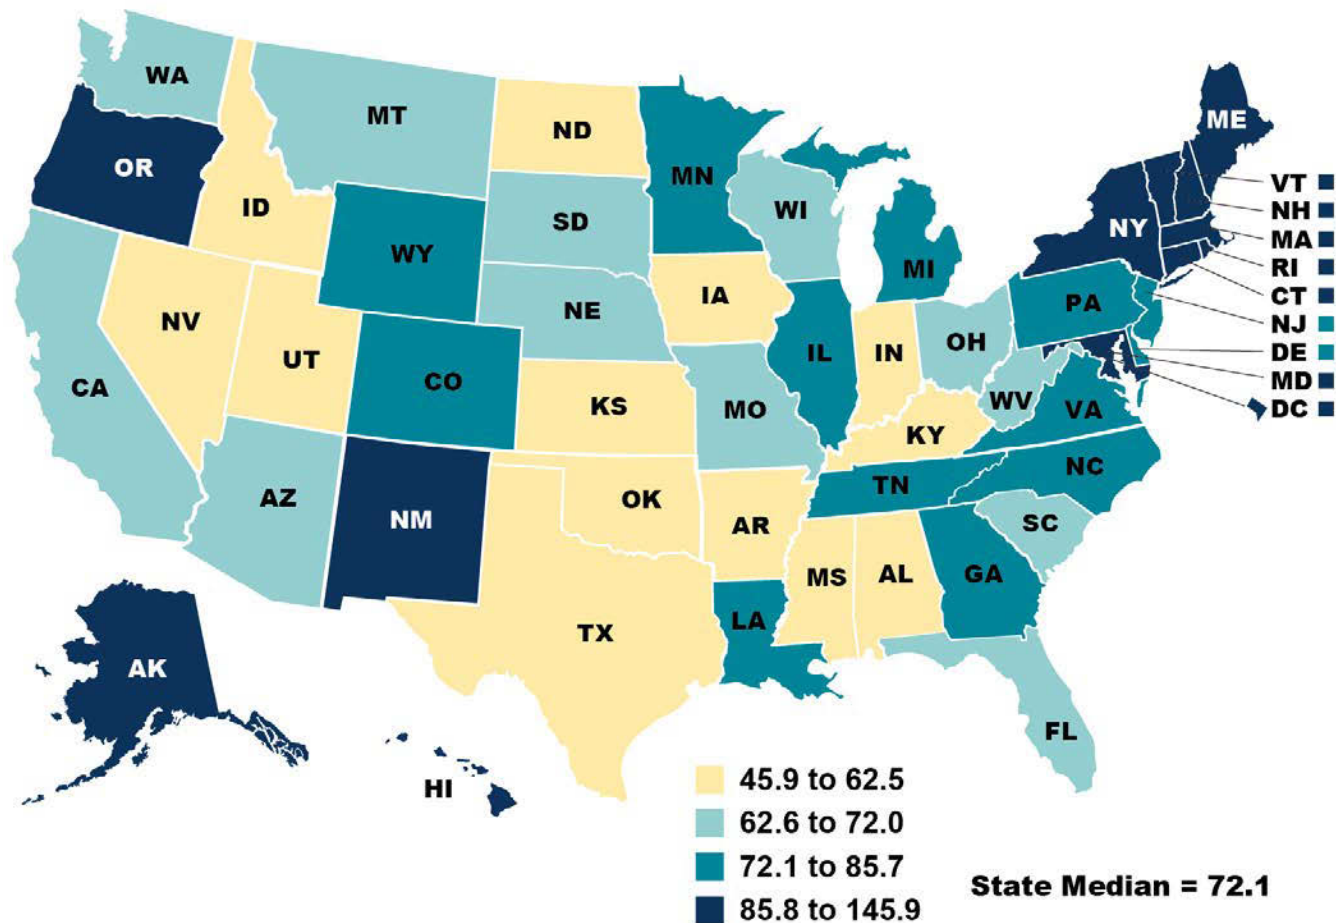 WA
MT
ND
MN
ME
OR
ID
SD
WI
VT
NH
WY
MI
NY
MA
RI
CT
NV
UT
NE
IA
PA
NJ
CA
CO
IL
IN
OH
DE
MD
KS
MO
WV
VA
DC
KY
AZ
NM
OK
AR
TN
NC
SC
MS
AL
GA
TX
LA
AK
FL
HI
45.9 to 62.5
62.6 to 72.0
72.1 to 85.7
85.8 to 145.9
State Median = 72.1